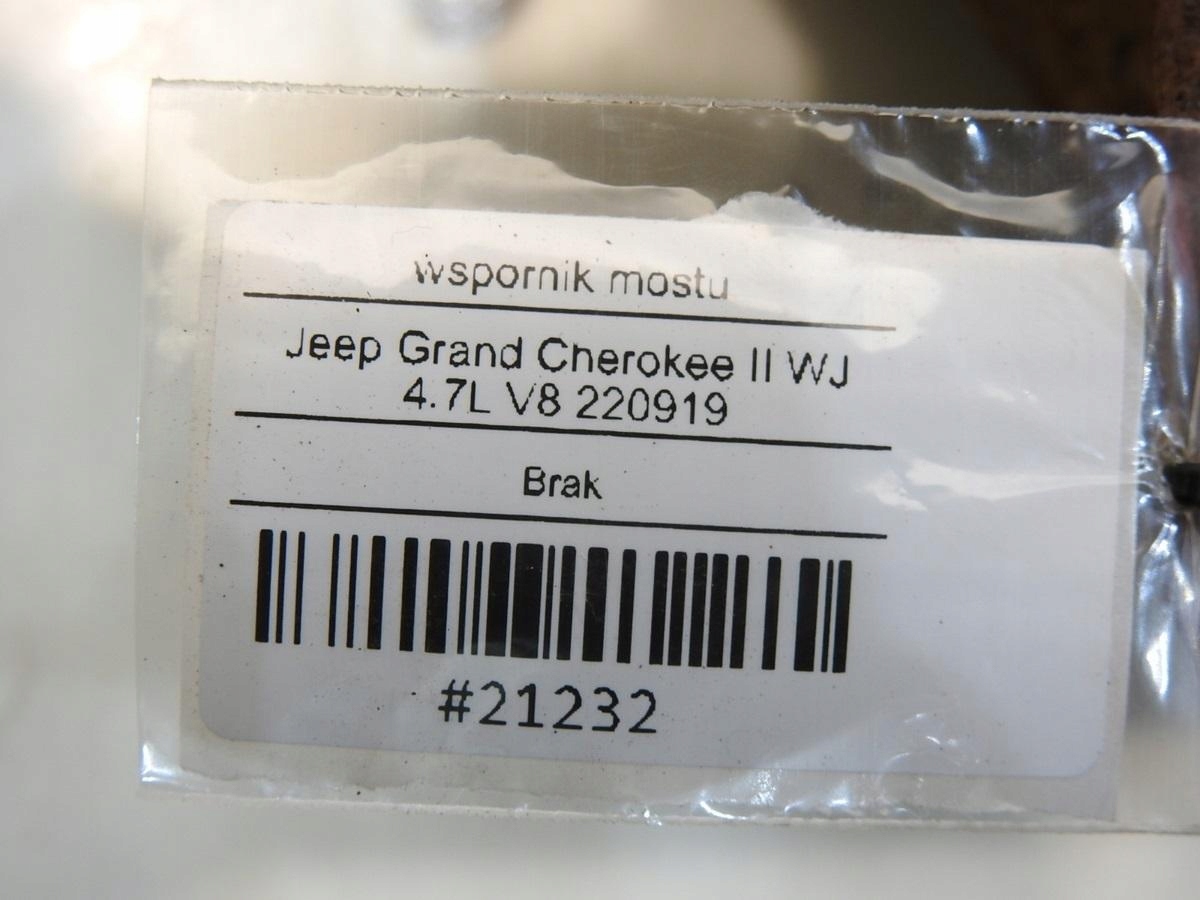 wspornik mostu
Jeep Grand Cherokee II WJ
4.7L V8 220919
Brak
#21232